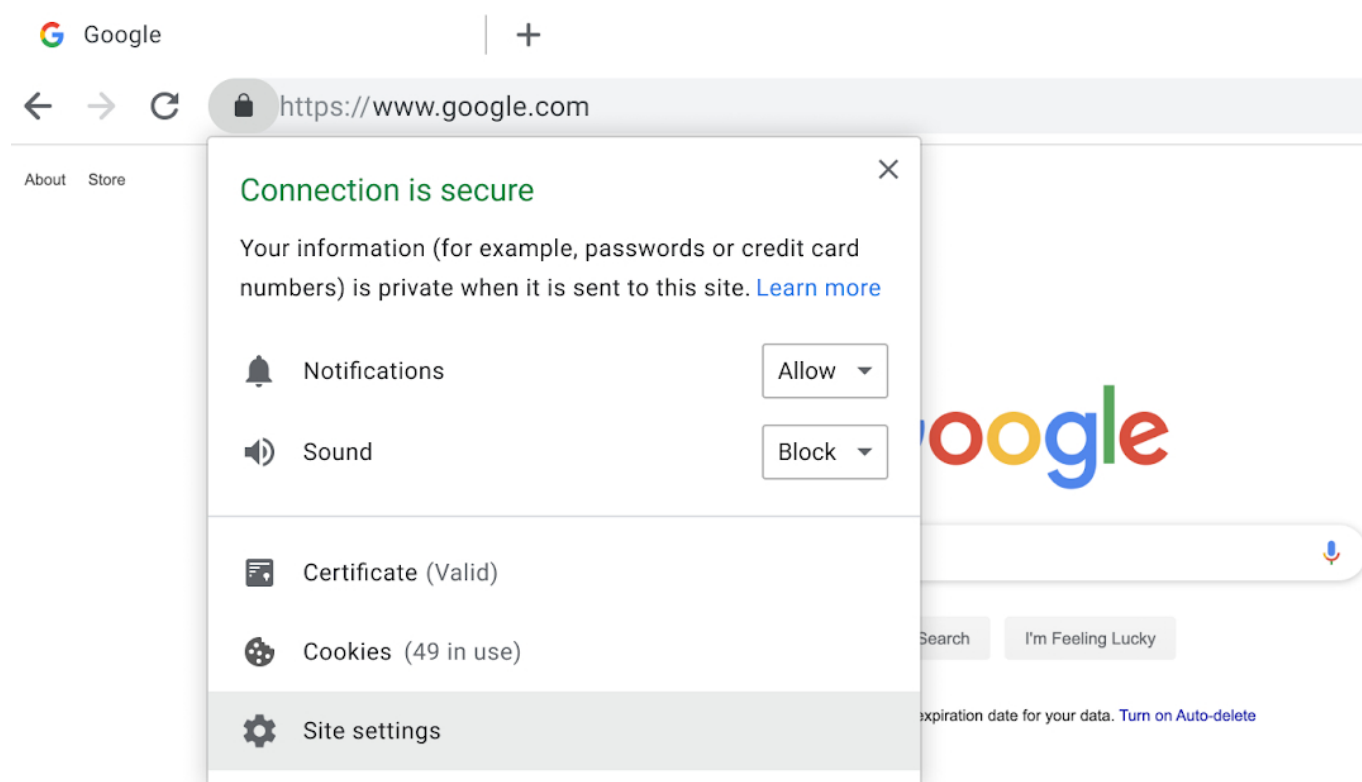 Google
https://www.google.com
About Store
Connection is secure
Your information (for example, passwords or credit card
numbers) is private when it is sent to this site. Learn more
Notifications Allow
Sound Block
oogle
Certificate (Valid)
Cookies (49 in use)
Search I'm Feeling Lucky
Site settings
expiration date for your data. Turn on Auto-delete